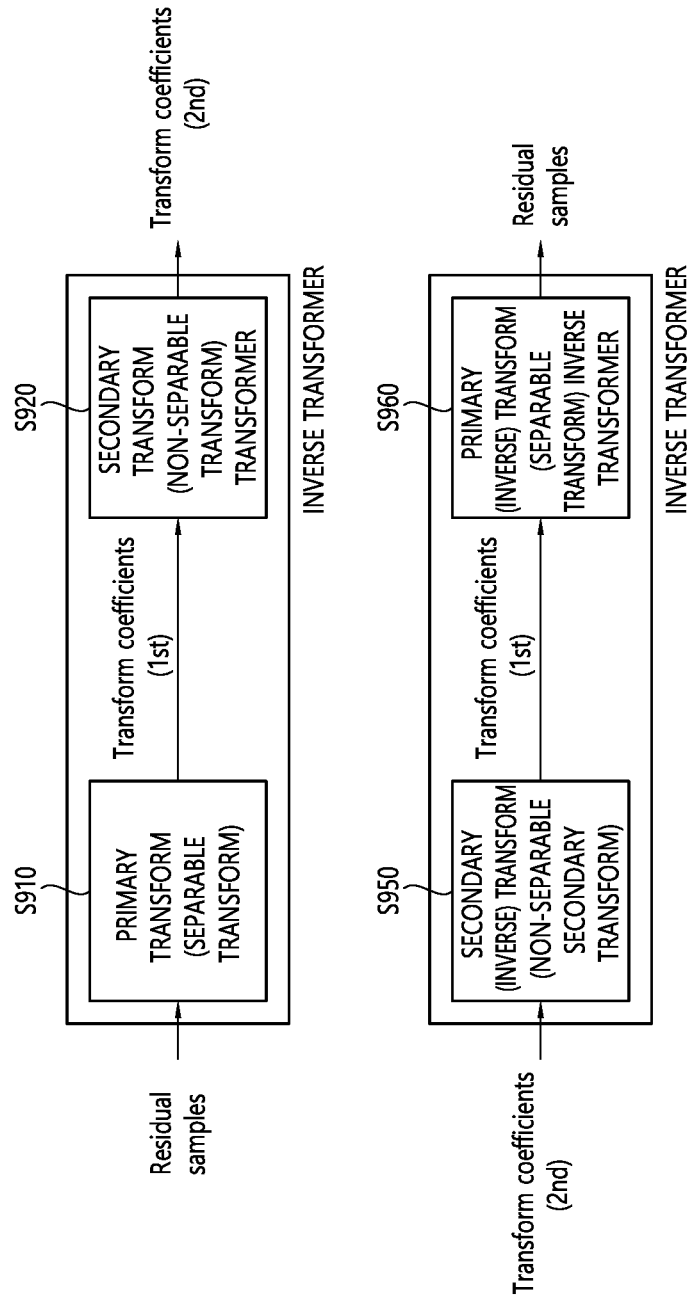 S910
S920
Residual
samples
PRIMARY
TRANSFORM
(SEPARABLE
TRANSFORM)
Transform coefficients
(1st)
SECONDARY
TRANSFORM
(NON-SEPARABLE
TRANSFORM)
TRANSFORMER
Transform coefficients
(2nd)
INVERSE TRANSFORMER
S950
S960
Transform coefficients
(2nd)
SECONDARY
(INVERSE) TRANSFORM
(NON-SEPARABLE
SECONDARY
TRANSFORM)
Transform coefficients
(1st)
PRIMARY
(INVERSE) TRANSFORM
(SEPARABLE
TRANSFORM) INVERSE
TRANSFORMER
Residual
samples
INVERSE TRANSFORMER